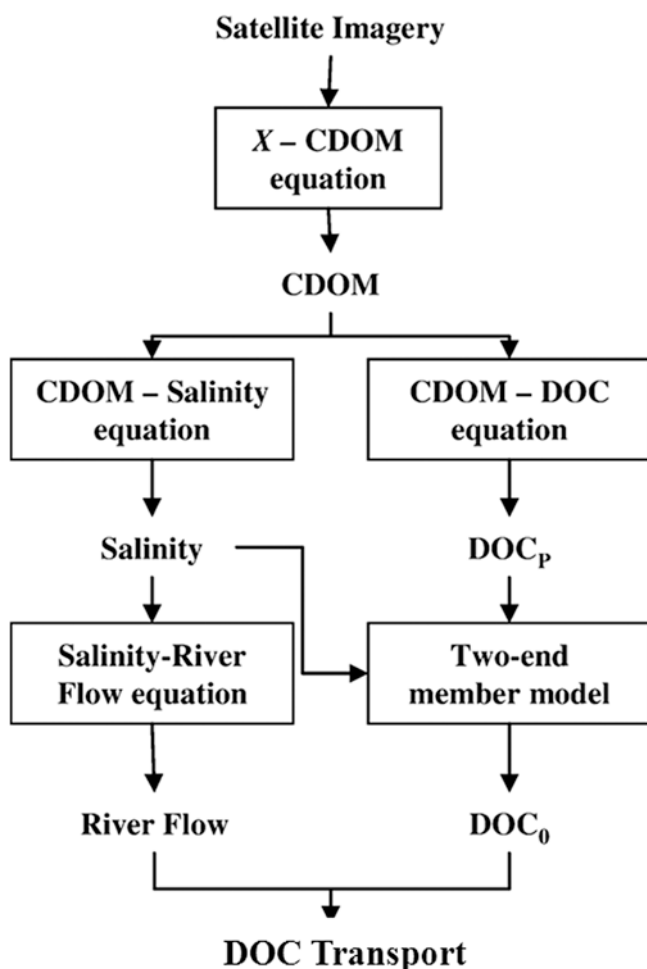 Satellite Imagery
X – CDOM
equation
CDOM
CDOM – Salinity
equation
CDOM – DOC
equation
Salinity
DOCP
Salinity-River
Flow equation
Two-end
member model
River Flow
DOC0
DOC Transport